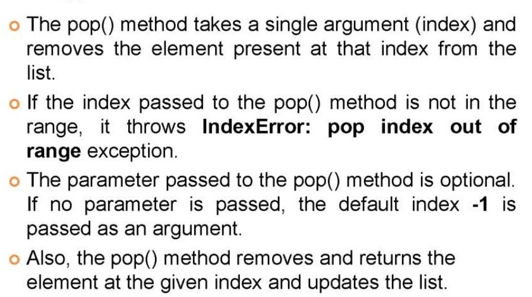 The pop() method takes a single argument (index) and
removes the element present at that index from the
list.
If the index passed to the pop() method is not in the
range, it throws IndexError: pop index out of
range exception.
The parameter passed to the pop() method is optional.
If no parameter is passed, the default index -1 is
passed as an argument.
Also, the pop() method removes and returns the
element at the given index and updates the list.